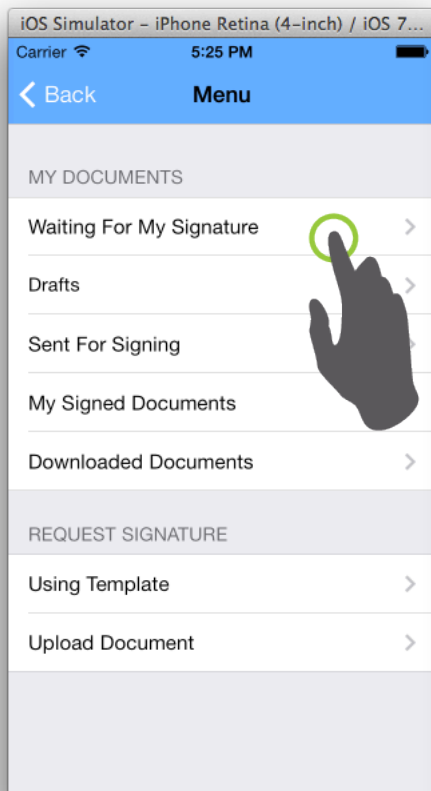 iOS Simulator – iPhone Retina (4-inch) / iOS 7...
Carrier 5:25 PM
Back Menu
MY DOCUMENTS
Waiting For My Signature
Drafts
Sent For Signing
My Signed Documents
Downloaded Documents
REQUEST SIGNATURE
Using Template
Upload Document